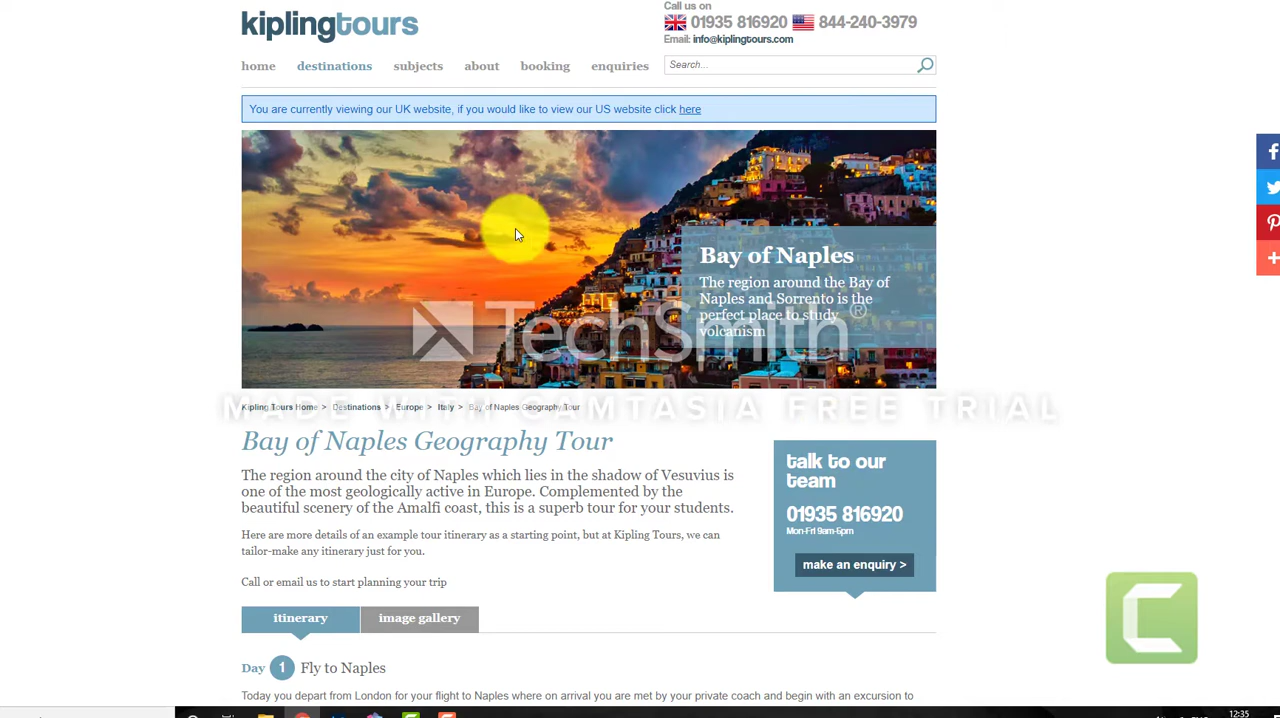 kiplingtours
Call us on
01935 816920 844-240-3979
Email: info@kiplingtours.com
home destinations subjects about booking enquiries
Search...
You are currently viewing our UK website, if you would like to view our US website click here
Bay of Naples
The region around the Bay of
Naples and Sorrento is the
perfect place to study
volcanism
TechSmith®
MADE WITH CAMTASIA FREE TRIAL
Kipling Tours Home > Destinations > Europe > Italy > Bay of Naples Geography Tour
Bay of Naples Geography Tour
The region around the city of Naples which lies in the shadow of Vesuvius is
one of the most geologically active in Europe. Complemented by the
beautiful scenery of the Amalfi coast, this is a superb tour for your students.
Here are more details of an example tour itinerary as a starting point, but at Kipling Tours, we can
tailor-make any itinerary just for you.
Call or email us to start planning your trip
talk to our
team
01935 816920
Mon-Fri 9am-5pm
make an enquiry >
itinerary image gallery
Day 1 Fly to Naples
Today you depart from London for your flight to Naples where on arrival you are met by your private coach and begin with an excursion to
12:35